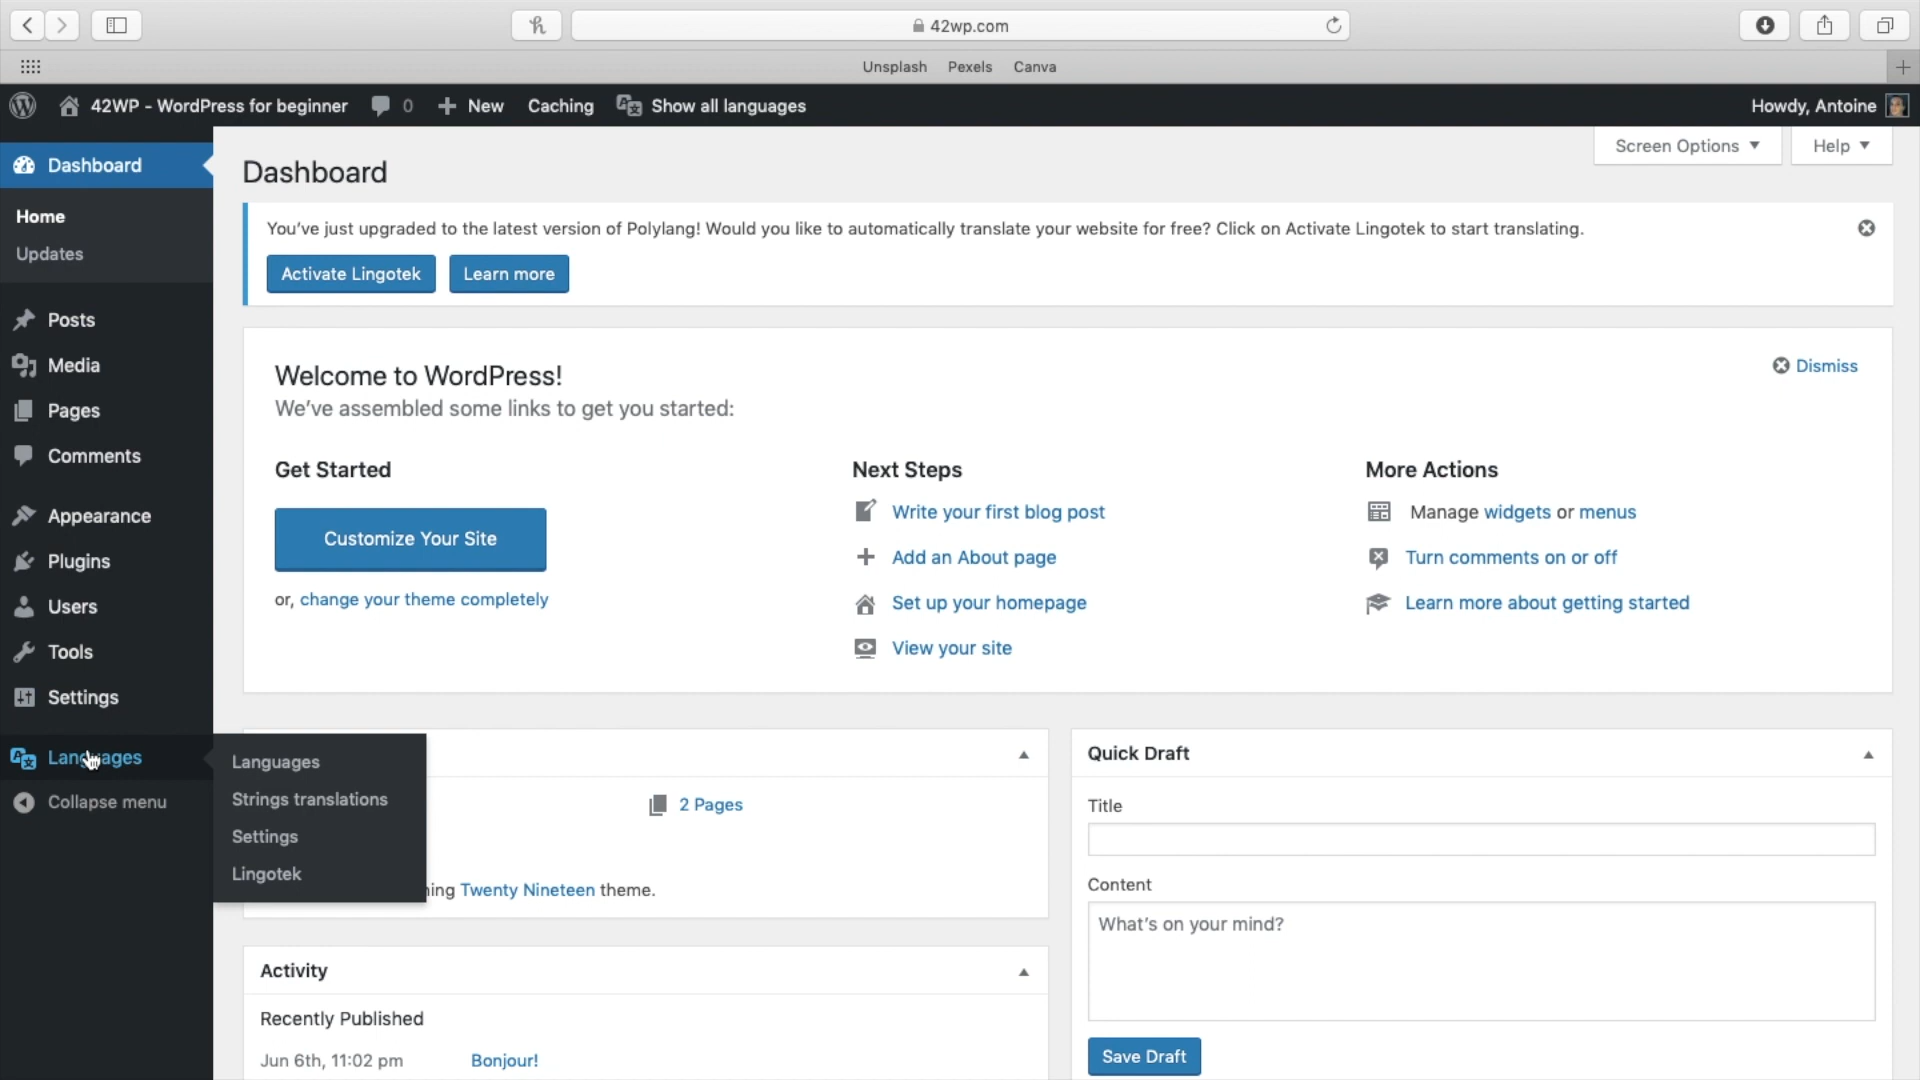 42wp.com
Unsplash Pexels Canva
42WP - WordPress for beginner 0 New Caching Show all languages Howdy, Antoine
Screen Options Help
Dashboard
Home
Updates
Posts
Media
Pages
Comments
Appearance
Plugins
Users
Tools
Settings
Languages
Collapse menu
Languages
Strings translations
Settings
Lingotek
Dashboard
You've just upgraded to the latest version of Polylang! Would you like to automatically translate your website for free? Click on Activate Lingotek to start translating.
Activate Lingotek Learn more
Welcome to WordPress!
Dismiss
We've assembled some links to get you started:
Get Started
Customize Your Site
or, change your theme completely
Next Steps
Write your first blog post
Add an About page
Set up your homepage
View your site
More Actions
Manage widgets or menus
Turn comments on or off
Learn more about getting started
2 Pages
Twenty Nineteen theme.
Activity
Recently Published
Jun 6th, 11:02 pm Bonjour!
Quick Draft
Title
Content
What's on your mind?
Save Draft